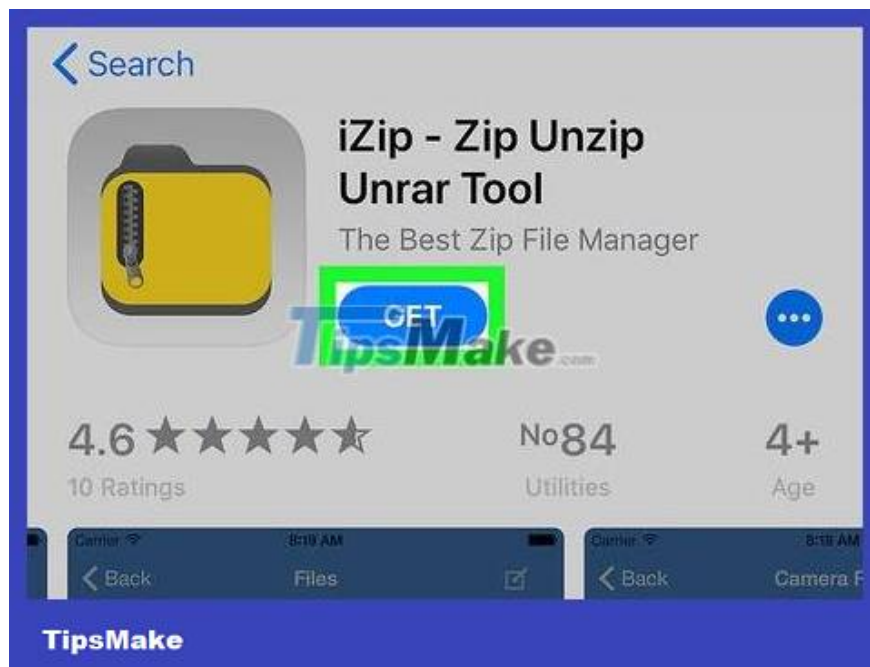 Search
iZip - Zip Unzip
Unrar Tool
The Best Zip File Manager
GET
TipsMake.com
4.6
No84
4+
10 Ratings
Utilities
Age
Carrier
8:19 AM
Carrier
8:19 AM
Back
Files
Back
Camera
TipsMake